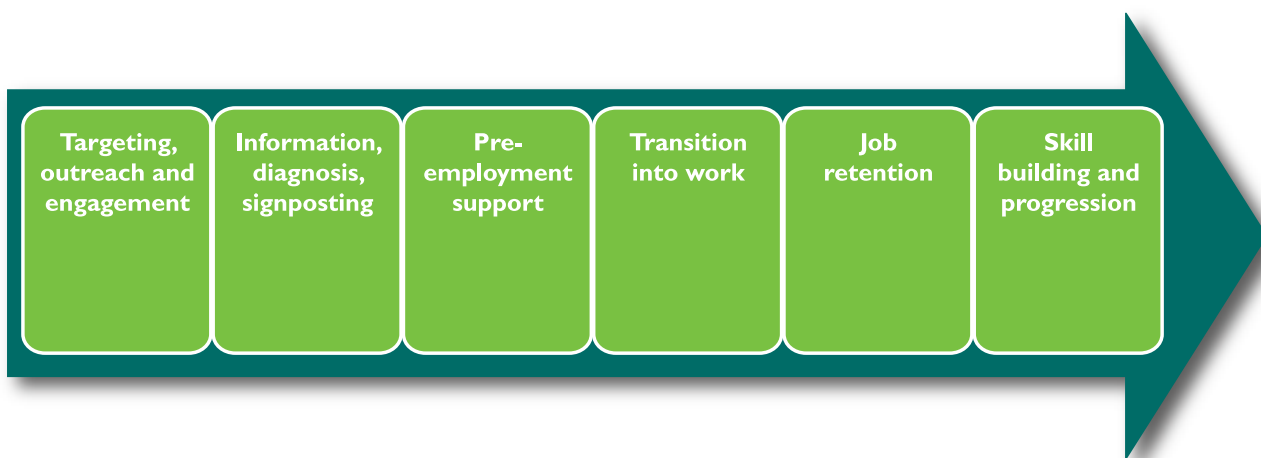 Targeting,
outreach and
engagement
Information,
diagnosis,
signposting
Pre-
employment
support
Transition
into work
Job
retention
Skill
building and
progression